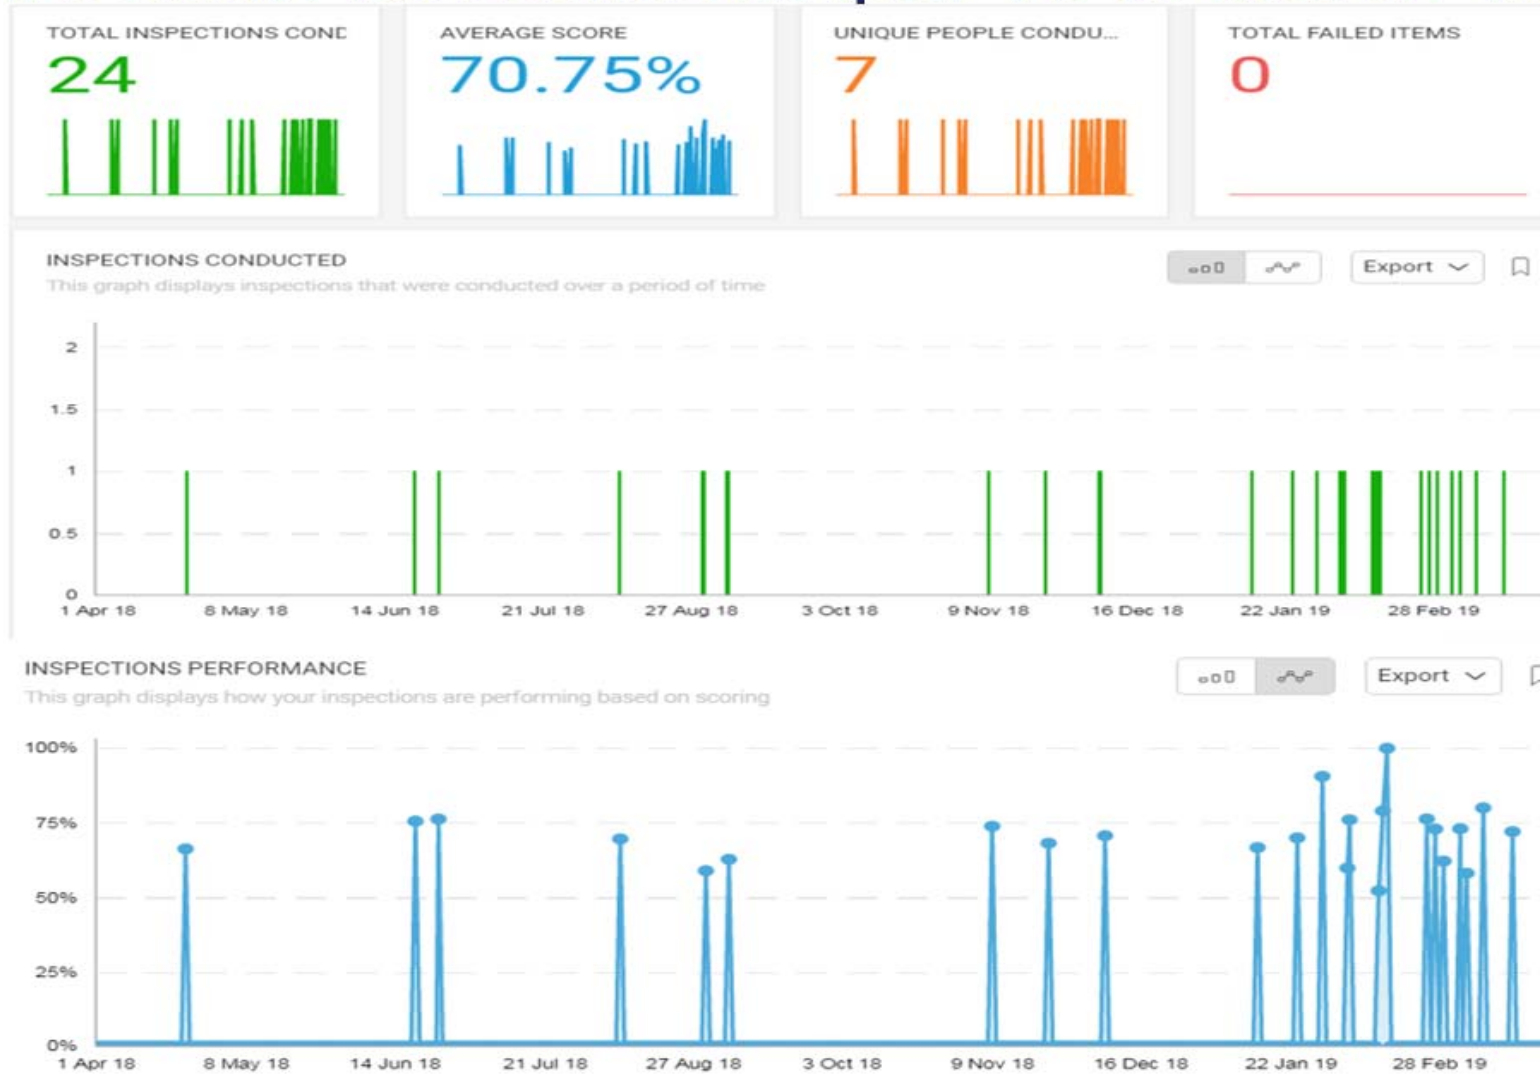 TOTAL INSPECTIONS COND
24
AVERAGE SCORE
70.75%
UNIQUE PEOPLE CONDU...
7
TOTAL FAILED ITEMS
0
INSPECTIONS CONDUCTED
This graph displays inspections that were conducted over a period of time
Export
2
1.5
1
0.5
0
1 Apr 18 8 May 18 14 Jun 18 21 Jul 18 27 Aug 18 3 Oct 18 9 Nov 18 16 Dec 18 22 Jan 19 28 Feb 19
INSPECTIONS PERFORMANCE
This graph displays how your inspections are performing based on scoring
Export
100%
75%
50%
25%
0%
1 Apr 18 8 May 18 14 Jun 18 21 Jul 18 27 Aug 18 3 Oct 18 9 Nov 18 16 Dec 18 22 Jan 19 28 Feb 19